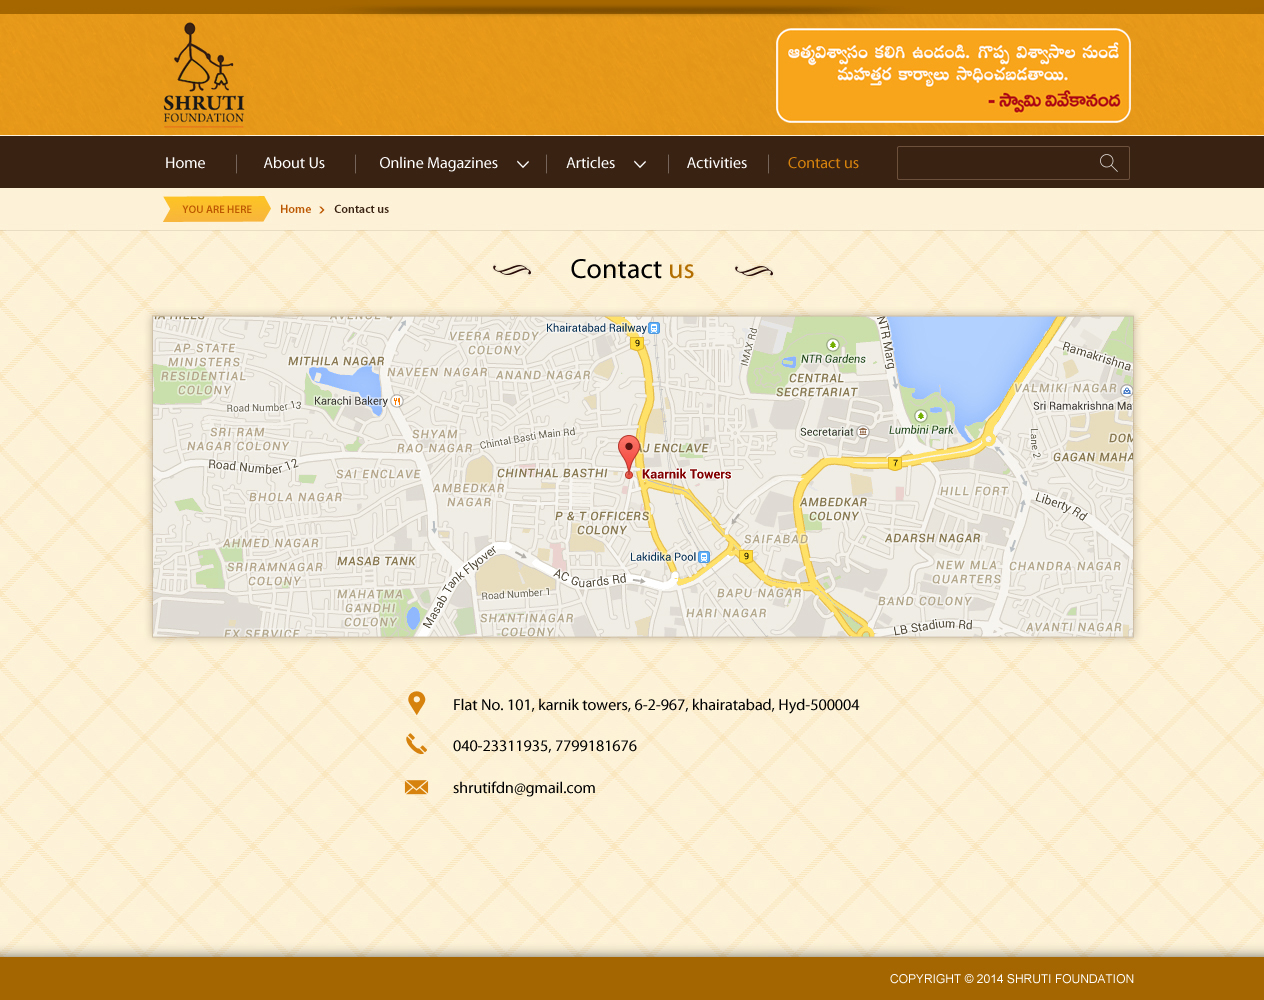 SHRUTI
FOUNDATION
ఆత్మవిశ్వాసం కలిగి ఉండండి. గొప్ప విశ్వాసాల నుండే
మహత్తర కార్యాలు సాధించబడతాయి.
- స్వామి వివేకానంద
Home About Us Online Magazines Articles Activities Contact us
YOU ARE HERE Home Contact us
Contact us
AVENUE 4
Khairatabad Railway
9
VEERA REDDY
COLONY
IMAX Rd
NTR Marg
Ramakrishna
AP STATE
MINISTERS
RESIDENTIAL
COLONY
MITHILA NAGAR
NAVEEN NAGAR
ANAND NAGAR
NTR Gardens
CENTRAL
SECRETARIAT
VALMIKI NAGAR
Karachi Bakery
Road Number 13
Sri Ramakrishna Ma
SRI RAM
NAGAR COLONY
SHYAM
RAO NAGAR
Chintal Basti Main Rd
Secretariat
Lumbini Park
Lane 2
DOM
AJ ENCLAVE
GAGAN MAHA
Road Number 12
SAI ENCLAVE
CHINTHAL BASTHI
Kaarnik Towers
7
BHOLA NAGAR
AMBEDKAR
NAGAR
AMBEDKAR
COLONY
HILL FORT
Liberty Rd
P & T OFFICERS
COLONY
SAIFABAD
ADARSH NAGAR
AHMED NAGAR
MASAB TANK
SRIRAMNAGAR
COLONY
Lakidika Pool
9
NEW MLA
QUARTERS
CHANDRA NAGAR
Masab Tank Flyover
AC Guards Rd
Road Number 1
MAHATMA
GANDHI
COLONY
SHANTINAGAR
COLONY
BAPU NAGAR
HARI NAGAR
BAND COLONY
LB Stadium Rd
AVANTI NAGAR
EX SERVICE
Flat No. 101, karnik towers, 6-2-967, khairatabad, Hyd-500004
040-23311935, 7799181676
shrutifdn@gmail.com
COPYRIGHT © 2014 SHRUTI FOUNDATION